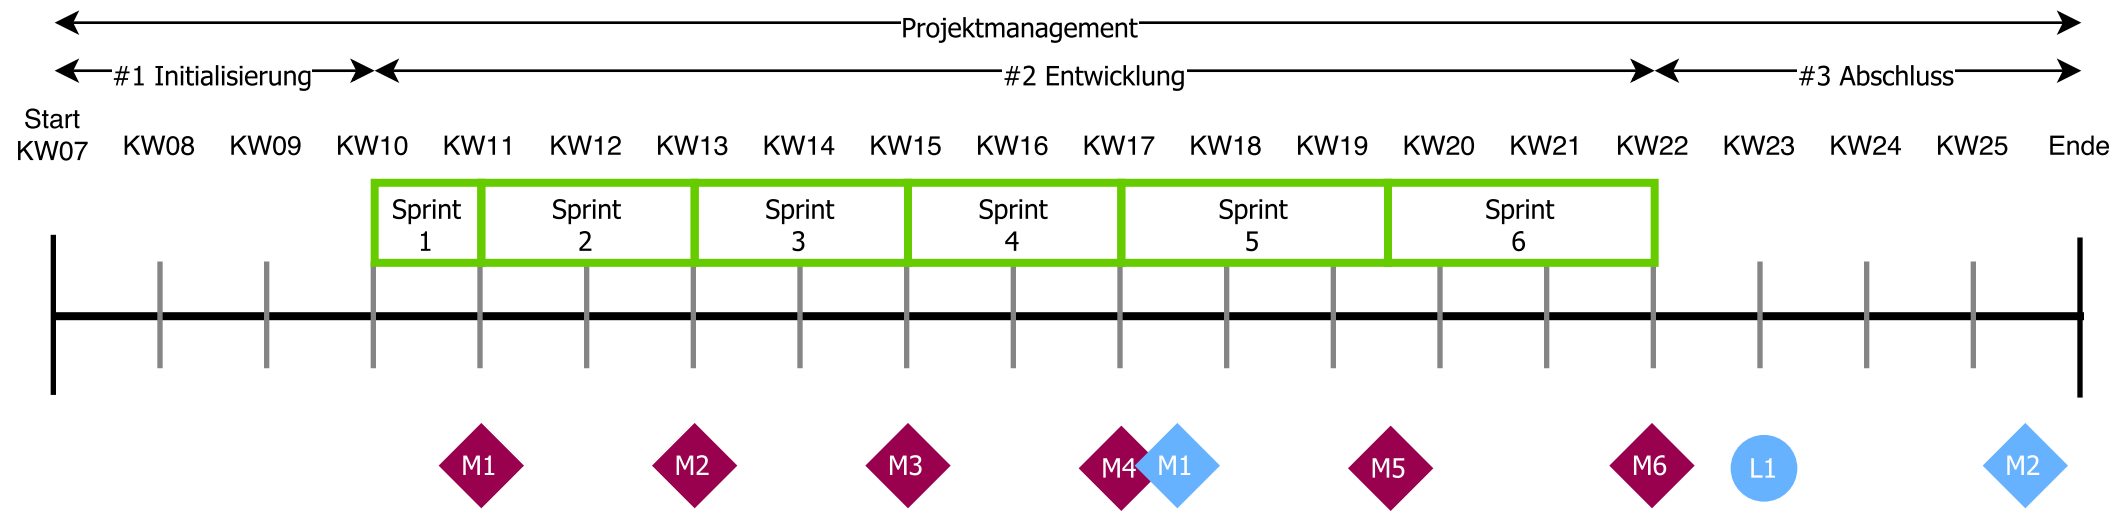 Projektmanagement
#1 Initialisierung #2 Entwicklung #3 Abschluss
Start
KW07 KW08 KW09 KW10 KW11 KW12 KW13 KW14 KW15 KW16 KW17 KW18 KW19 KW20 KW21 KW22 KW23 KW24 KW25 Ende
Sprint Sprint Sprint Sprint Sprint Sprint
1 2 3 4 5 6
M1 M2 M3 M4 M1 M5 M6 L1 M2